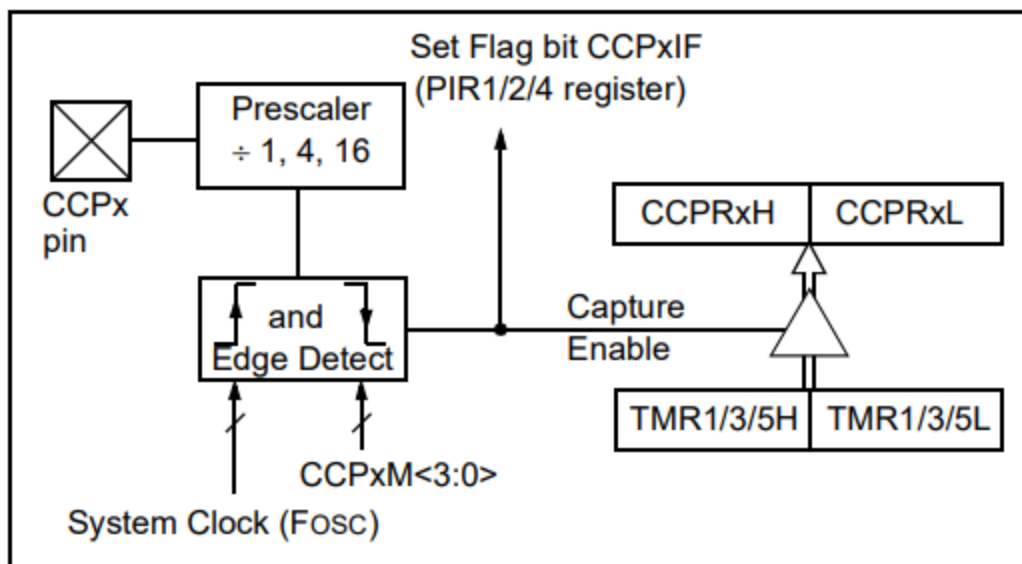 Set Flag bit CCPxIF
(PIR1/2/4 register)
Prescaler
÷ 1, 4, 16
CCPx
pin
CCPRxH
CCPRxL
and
Edge Detect
Capture
Enable
TMR1/3/5H
TMR1/3/5L
CCPxM<3:0>
System Clock (FOSC)